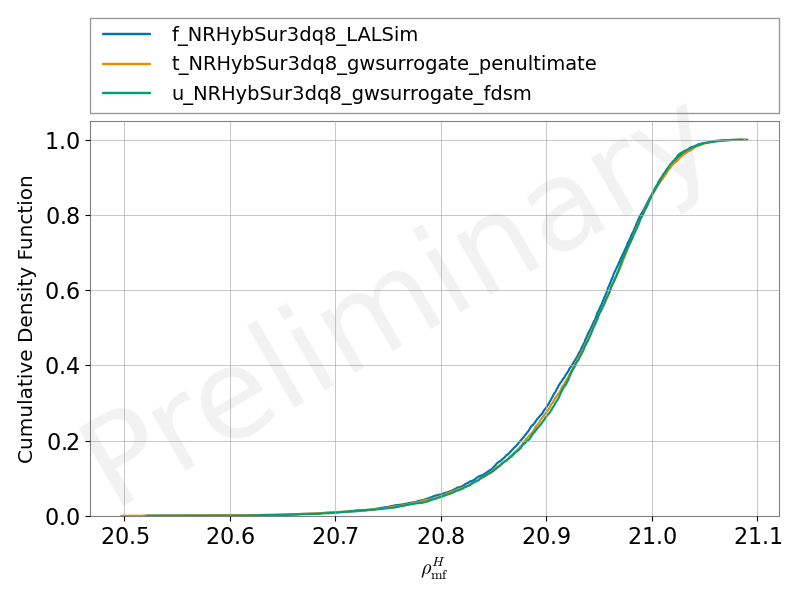 f_NRHybSur3dq8_LALSim
t_NRHybSur3dq8_gwsurrogate_penultimate
u_NRHybSur3dq8_gwsurrogate_fdsm
Preliminary
Cumulative Density Function
1.0
0.8
0.6
0.4
0.2
0.0
20.5 20.6 20.7 20.8 20.9 21.0 21.1
ρ_mf^H